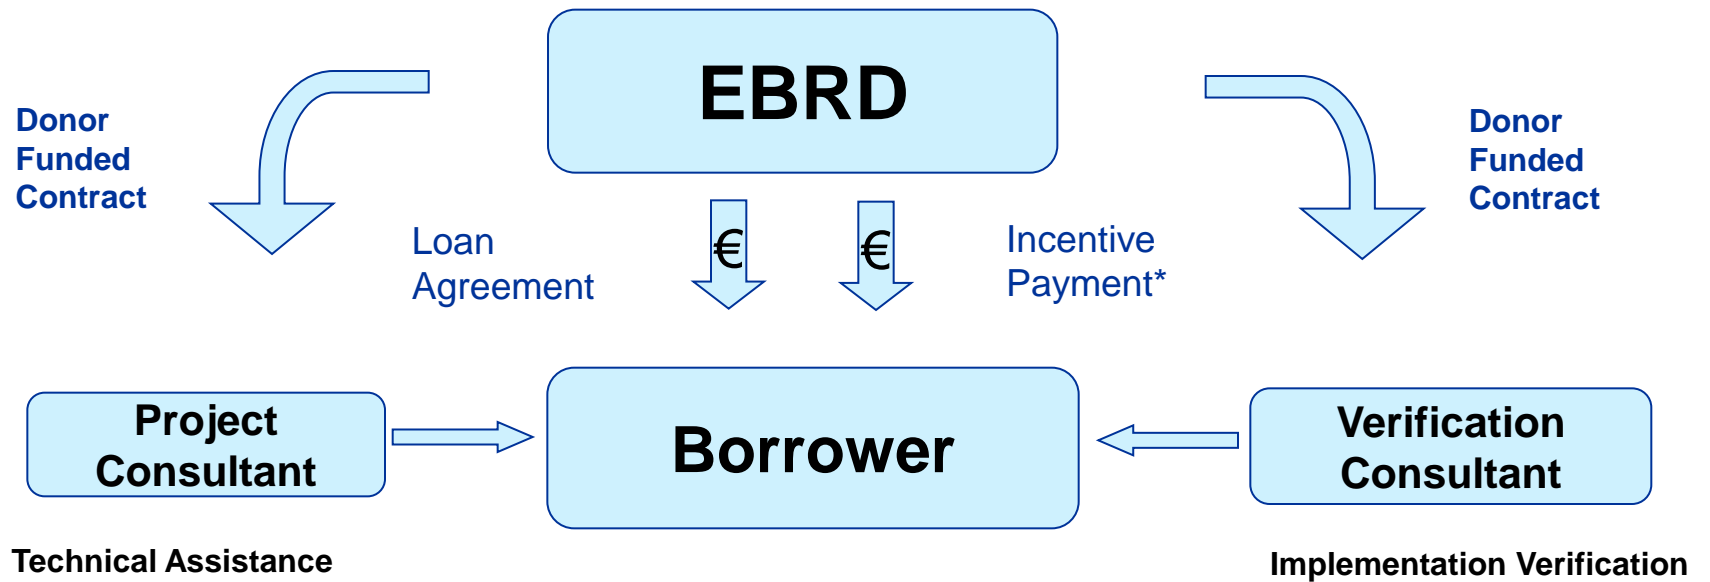 EBRD
Donor
Funded
Contract
Donor
Funded
Contract
Loan
Agreement
€
€
Incentive
Payment*
Project
Consultant
Borrower
Verification
Consultant
Technical Assistance
Implementation Verification